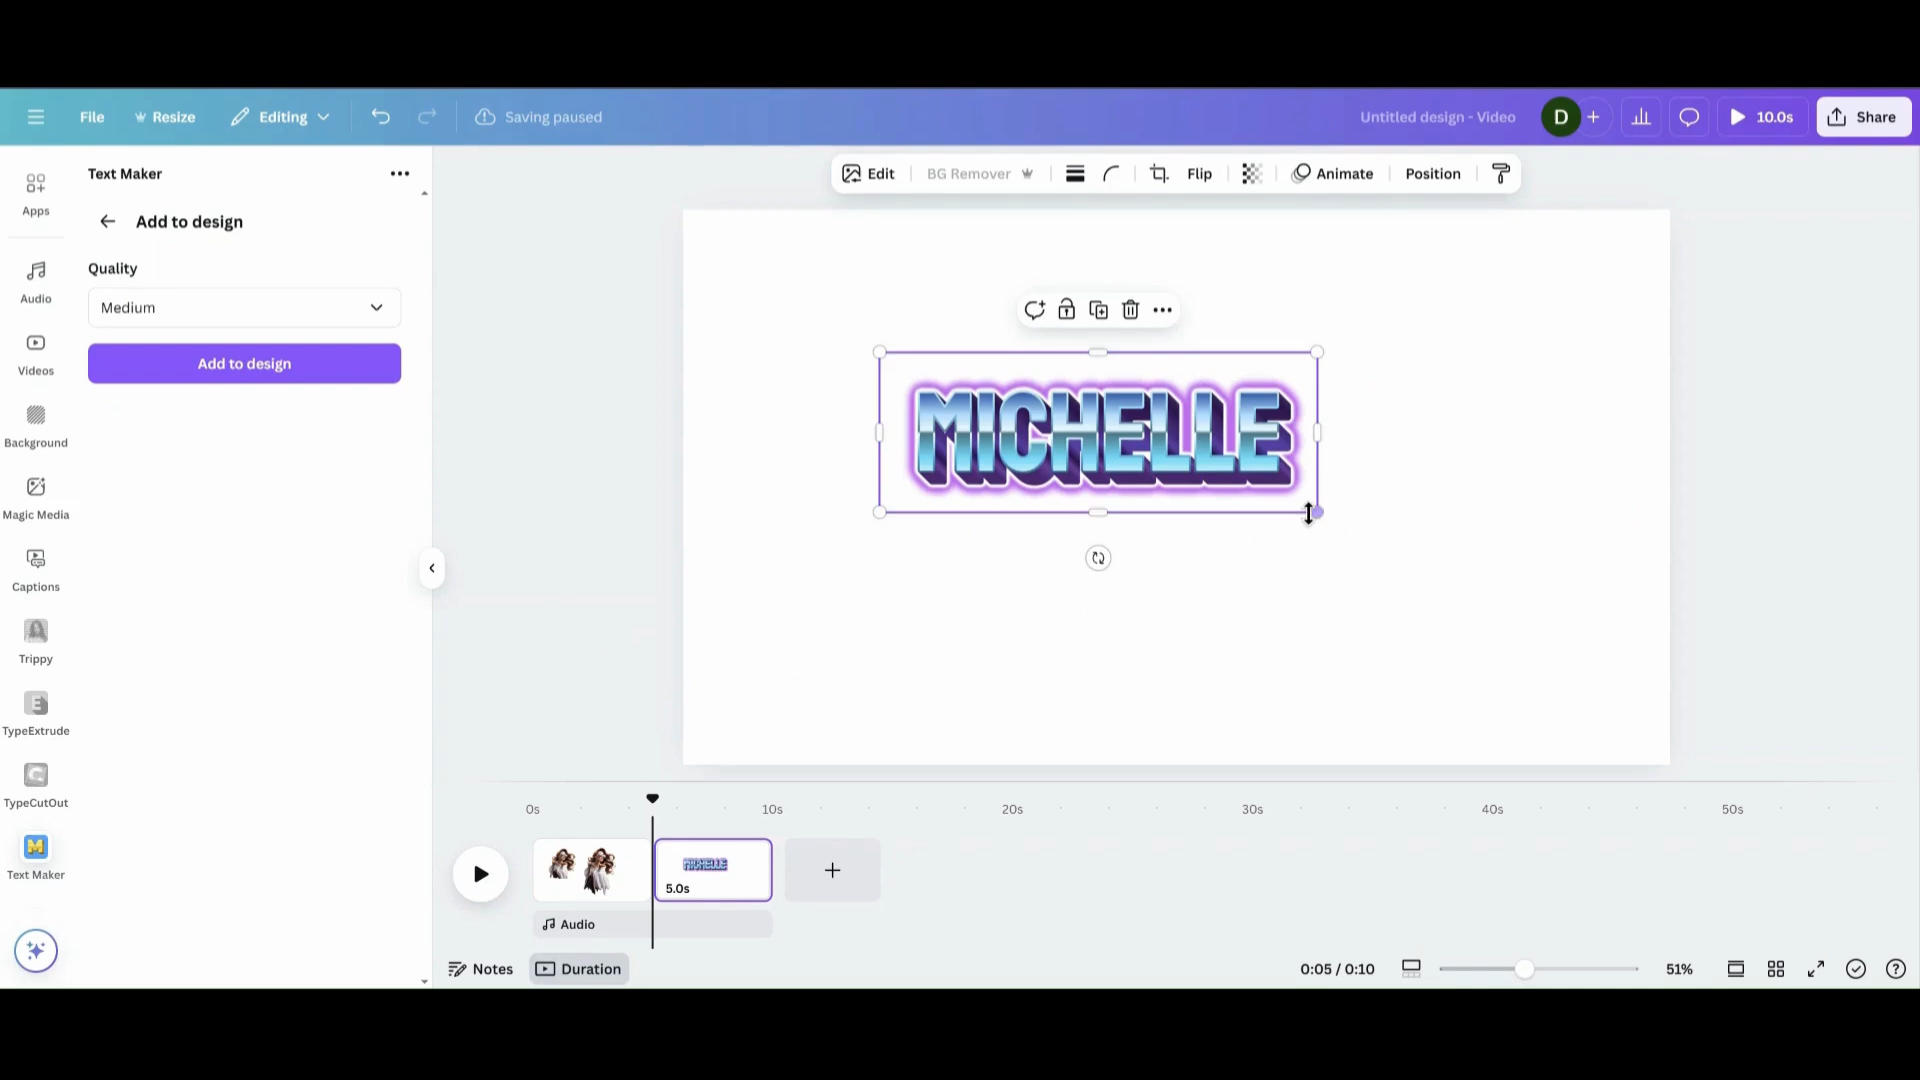 File
Resize
Editing
Saving paused
Untitled design - Video
D
10.0s
Share
Text Maker
Edit
BG Remover
Flip
Animate
Position
Apps
Audio
Videos
Background
Magic Media
Captions
Trippy
TypeExtrude
TypeCutOut
Text Maker
Add to design
Quality
Medium
Add to design
MICHELLE
0s
10s
20s
30s
40s
50s
MICHELLE
5.0s
Audio
Notes
Duration
0:05 / 0:10
51%